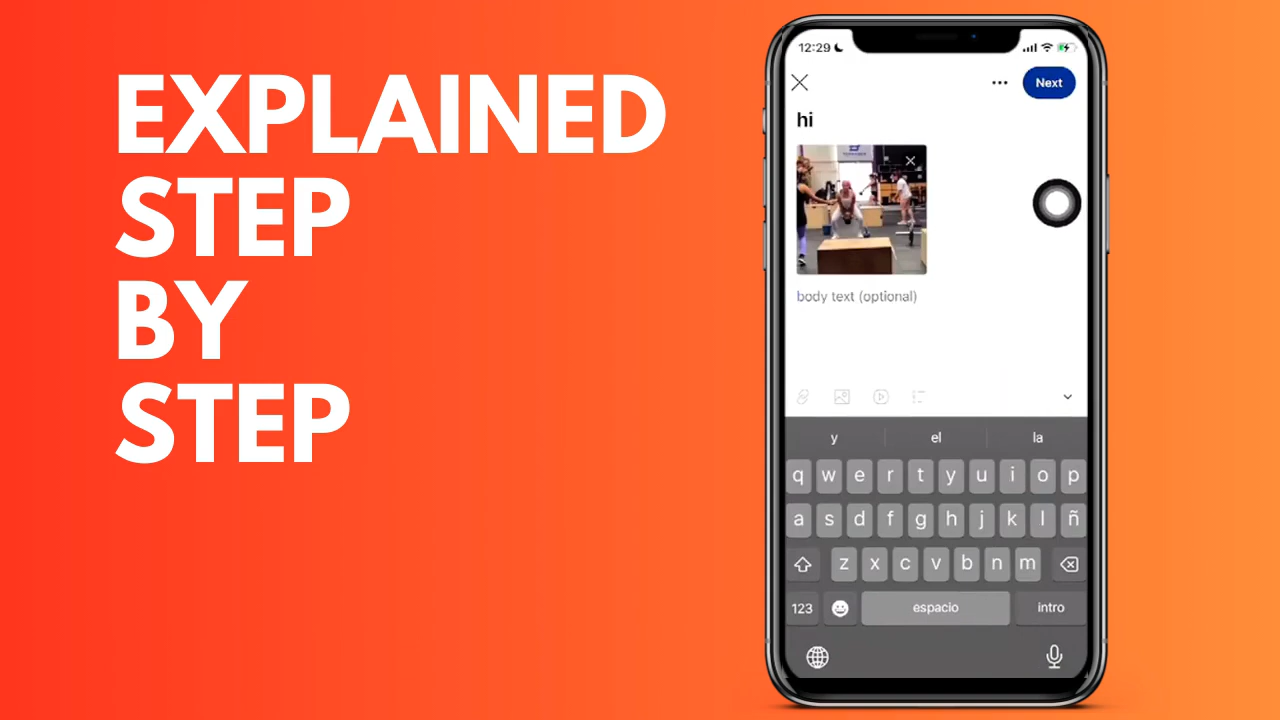 EXPLAINED
STEP
BY
STEP
12:29
Next
hi
body text (optional)
y el la
q w e r t y u i o p
a s d f g h j k l ñ
z x c v b n m
123 espacio intro